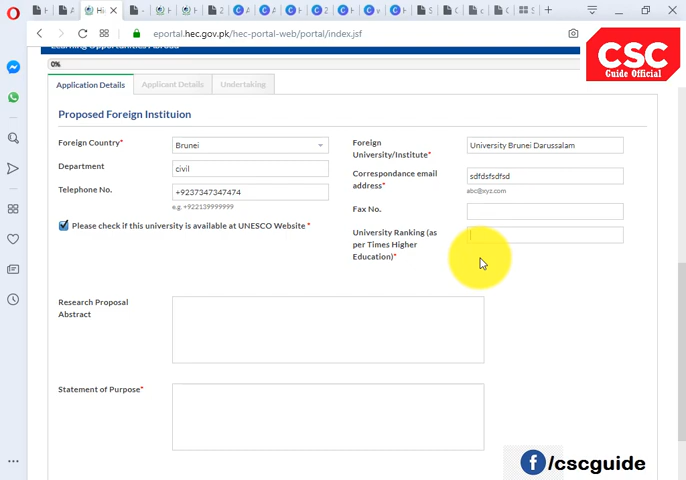 eportal.hec.gov.pk/hec-portal-web/portal/index.jsf
CSC
Guide Official
Learning Opportunities Abroad
0%
Application Details
Applicant Details
Undertaking
Proposed Foreign Instituion
Foreign Country*
Brunei
Foreign University/Institute*
University Brunei Darussalam
Department
civil
Correspondance email address*
sdfdsfsdfsd
abc@xyz.com
Telephone No.
+9237347347474
e.g. +922139999999
Fax No.
Please check if this university is available at UNESCO Website *
University Ranking (as
per Times Higher
Education)*
Research Proposal
Abstract
Statement of Purpose*
/cscguide